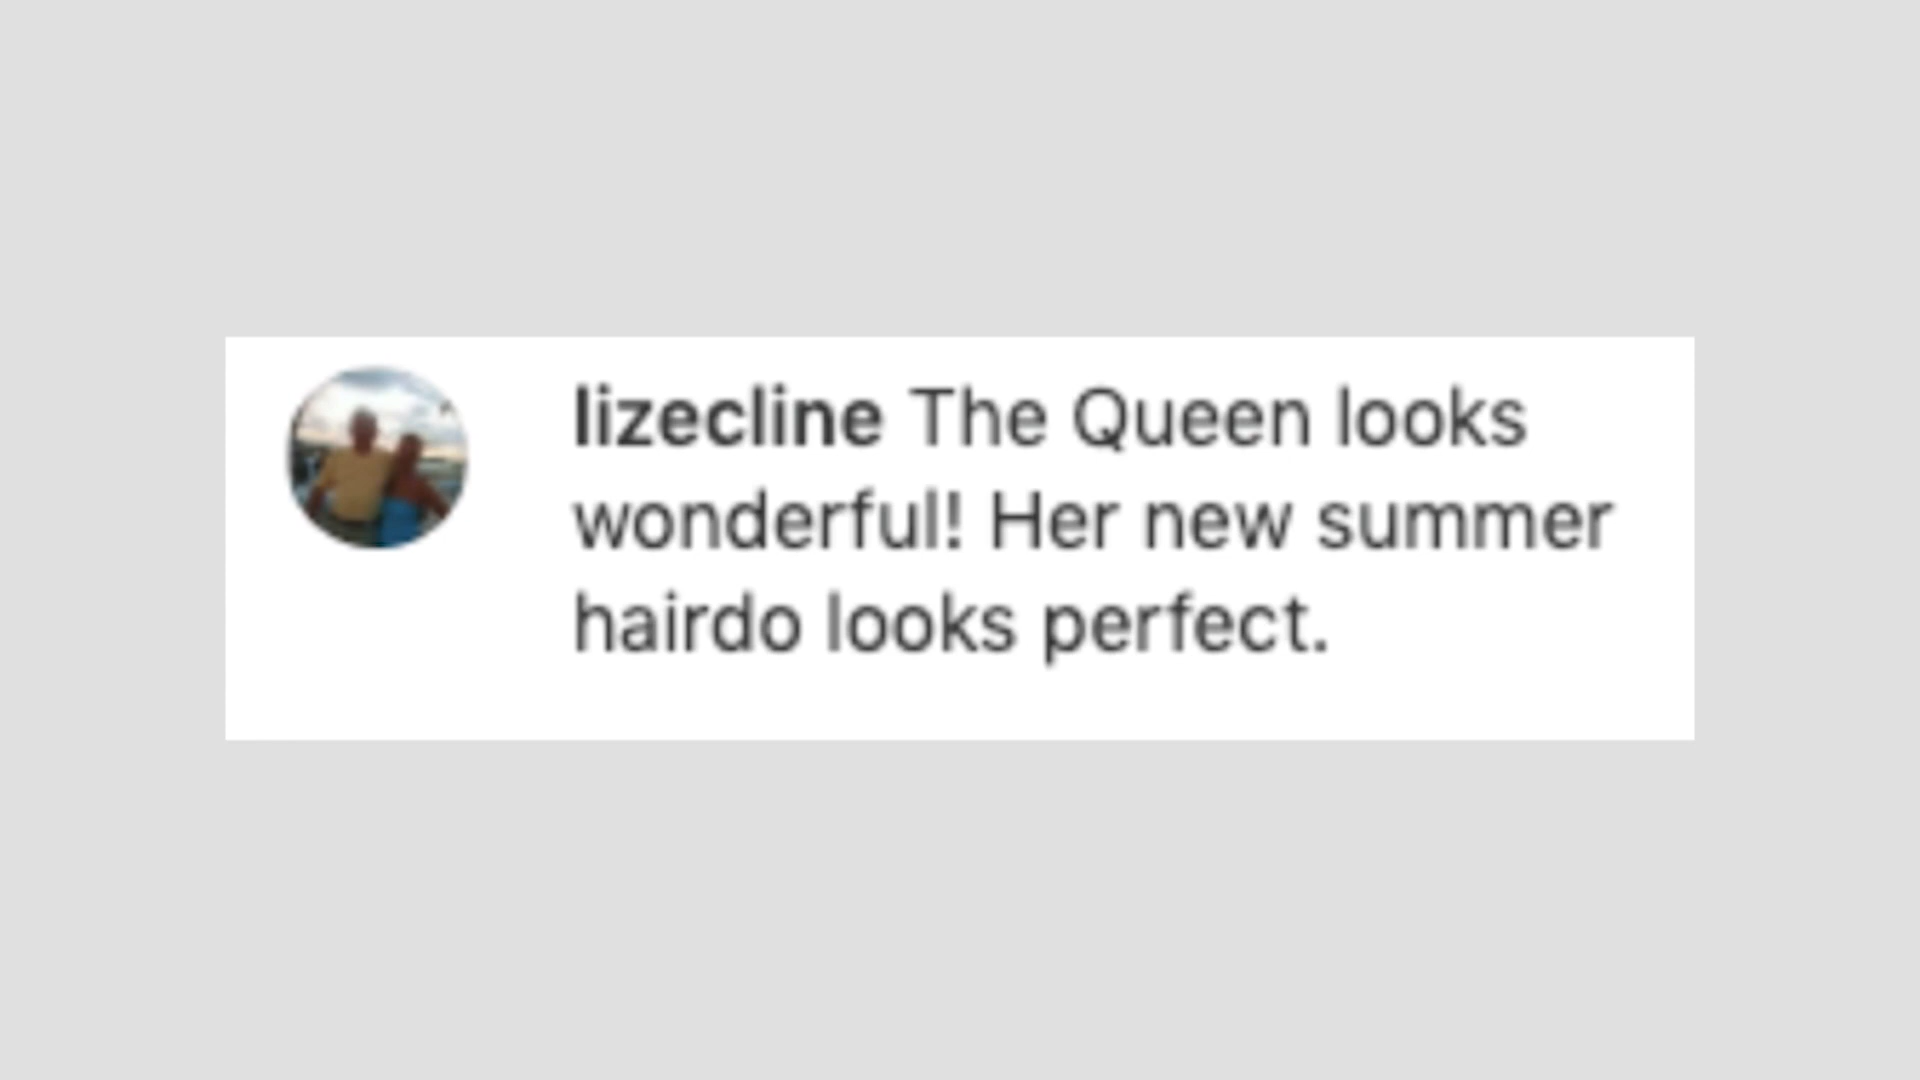 lizecline The Queen looks
wonderful! Her new summer
hairdo looks perfect.